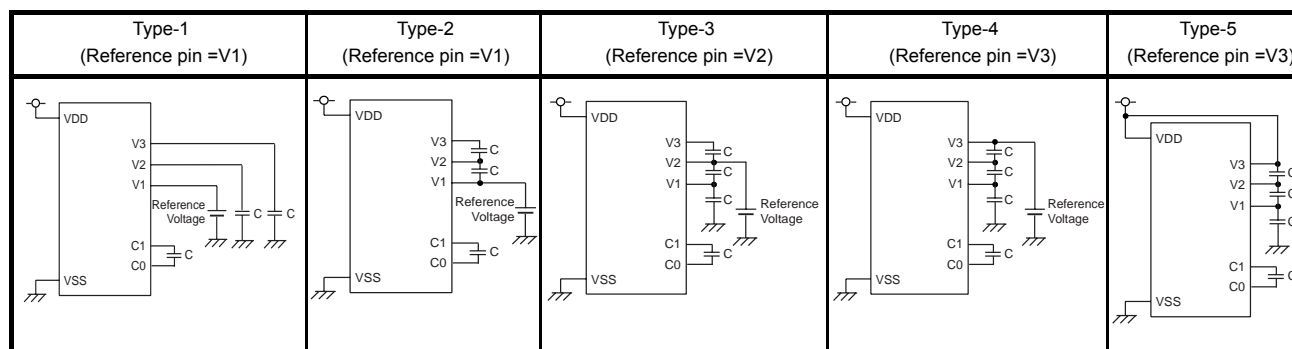 Type-1
(Reference pin =V1)
Type-2
(Reference pin =V1)
Type-3
(Reference pin =V2)
Type-4
(Reference pin =V3)
Type-5
(Reference pin =V3)
VDD
V3
V2
V1
Reference
Voltage
C
C
C1
C
C0
VSS
VDD
V3
C
V2
C
V1
Reference
Voltage
C1
C
C0
VSS
VDD
V3
C
V2
C
V1
C
Reference
Voltage
C1
C
C0
VSS
VDD
V3
C
V2
C
V1
C
Reference
Voltage
C1
C
C0
VSS
VDD
V3
C
V2
C
V1
C
C1
C
C0
VSS